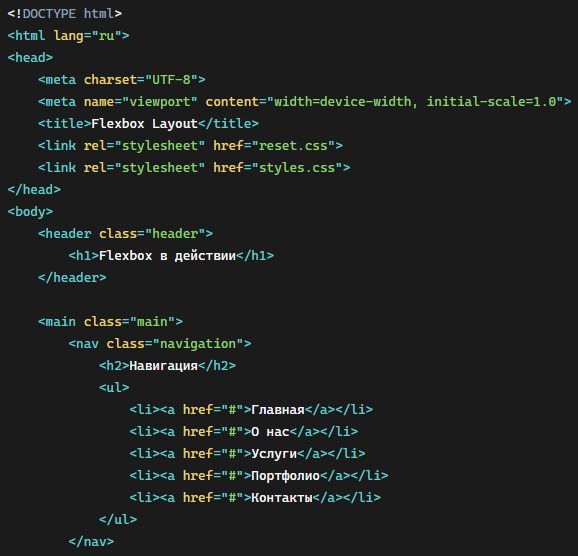 <!DOCTYPE html>
<html lang="ru">
<head>
    <meta charset="UTF-8">
    <meta name="viewport" content="width=device-width, initial-scale=1.0">
    <title>Flexbox Layout</title>
    <link rel="stylesheet" href="reset.css">
    <link rel="stylesheet" href="styles.css">
</head>
<body>
    <header class="header">
        <h1>Flexbox в действии</h1>
    </header>

    <main class="main">
        <nav class="navigation">
            <h2>Навигация</h2>
            <ul>
                <li><a href="#">Главная</a></li>
                <li><a href="#">О нас</a></li>
                <li><a href="#">Услуги</a></li>
                <li><a href="#">Портфолио</a></li>
                <li><a href="#">Контакты</a></li>
            </ul>
        </nav>